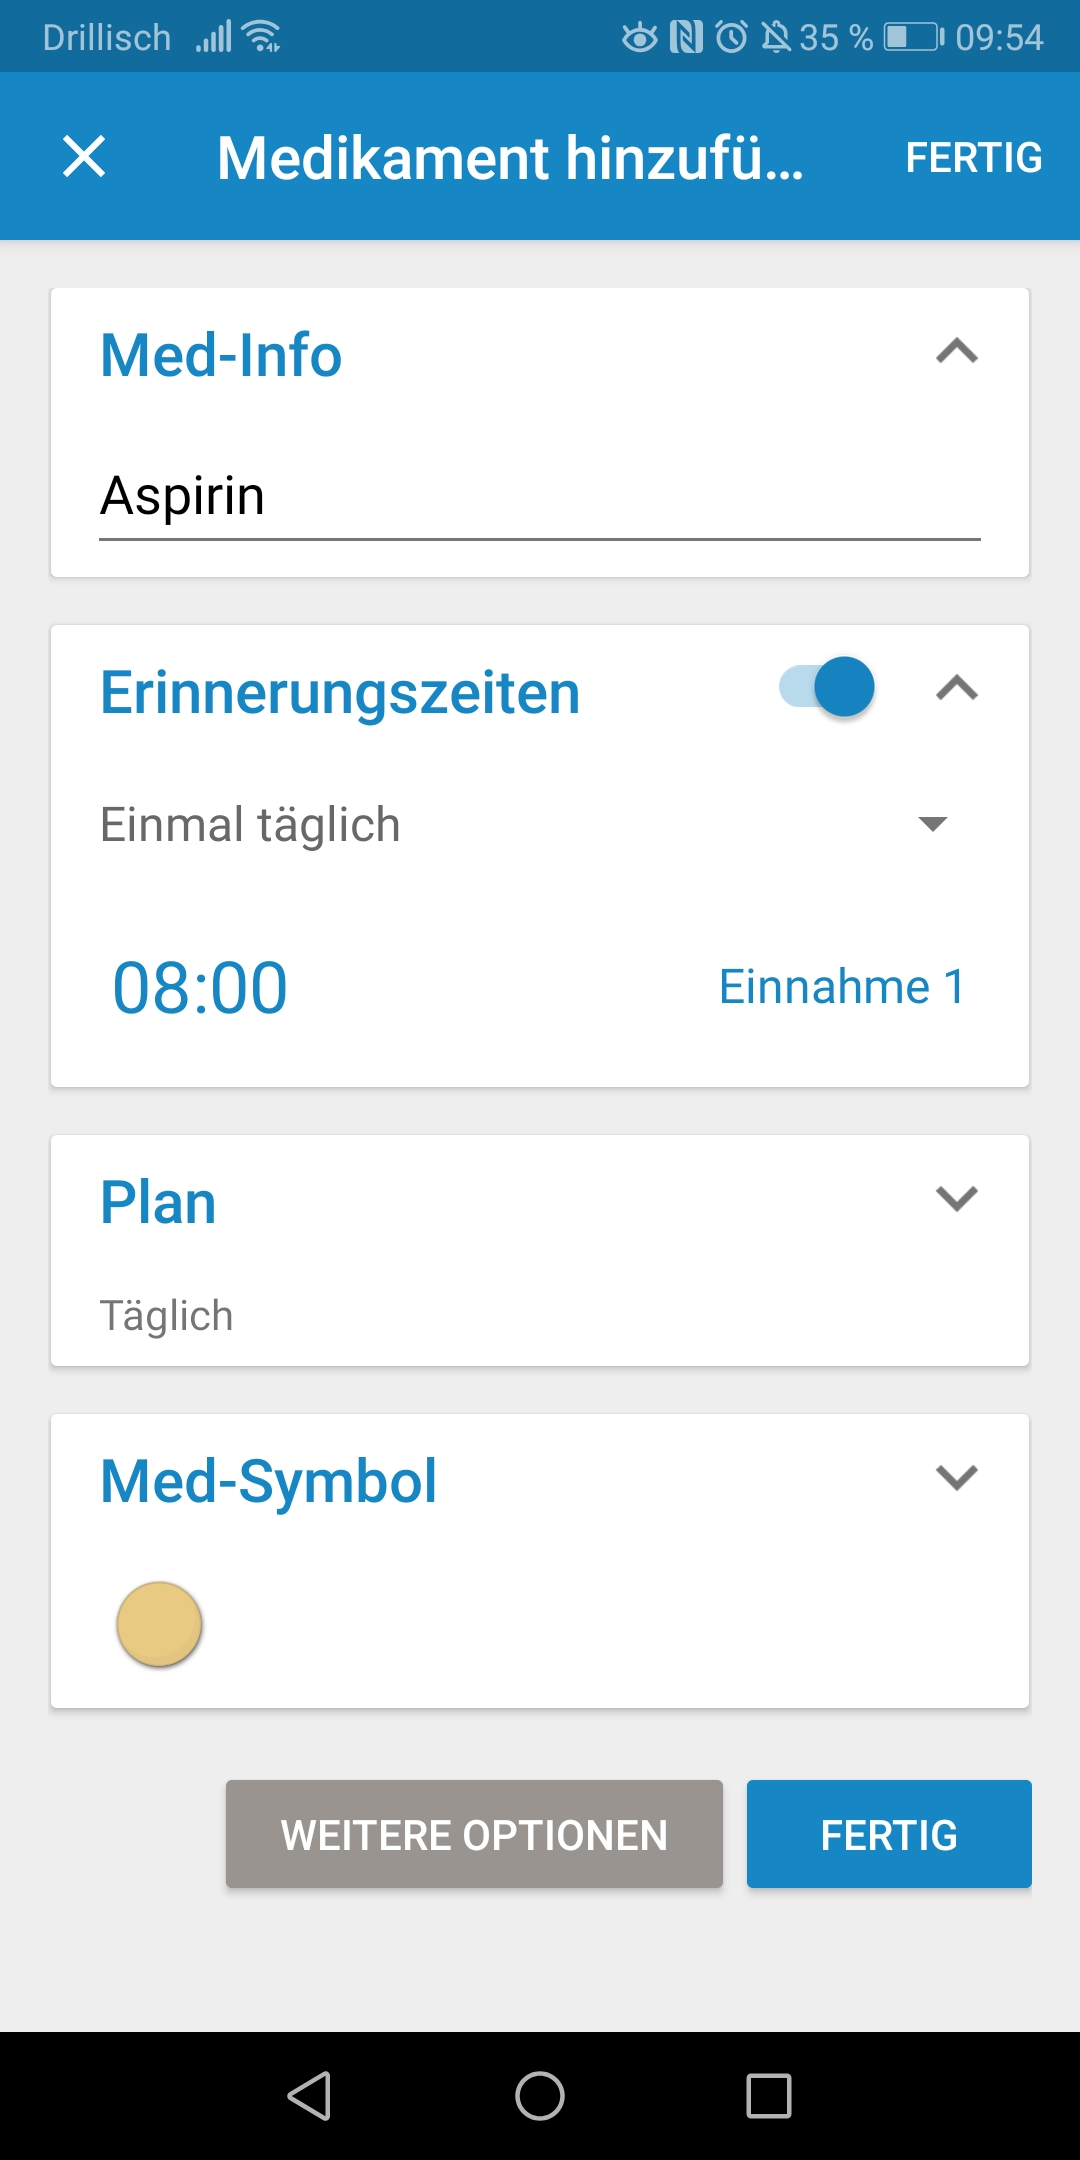 Drillisch 35 % 09:54
Medikament hinzufü... FERTIG
Med-Info
Aspirin
Erinnerungszeiten
Einmal täglich
08:00 Einnahme 1
Plan
Täglich
Med-Symbol
WEITERE OPTIONEN FERTIG